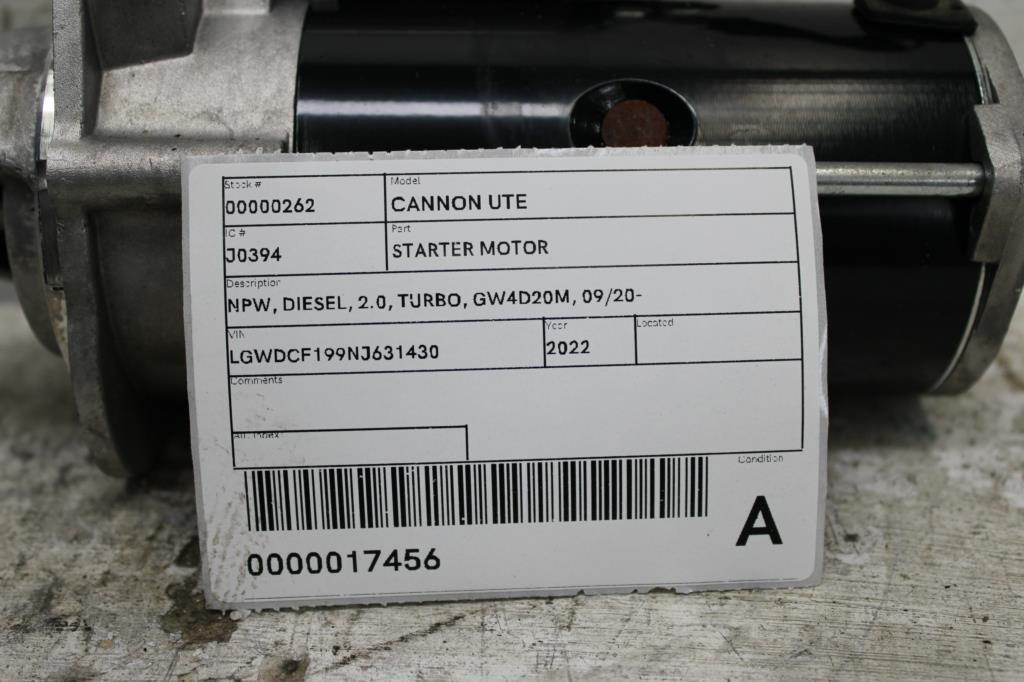 Stock # Model
00000262 CANNON UTE
IC # Part
J0394 STARTER MOTOR
Description
NPW, DIESEL, 2.0, TURBO, GW4D20M, 09/20-
VIN Year Located
LGWDCF199NJ631430 2022
Comments
Alt. Index
Condition
A
0000017456